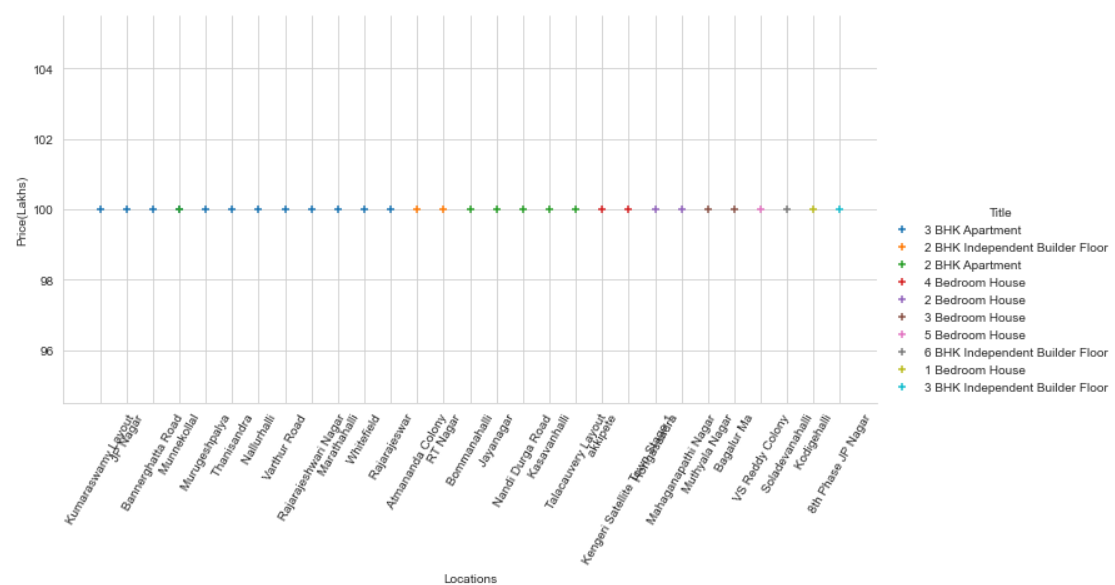 104
102
100
98
96
Price(Lakhs)
Kumaraswamy Layout
JP Nagar
Bannerghatta Road
Munnekollal
Murugeshpalya
Thanisandra
Nallurhalli
Varthur Road
Rajarajeshwari Nagar
Marathahalli
Whitefield
Rajarajeswar
Atmananda Colony
RT Nagar
Bommanahalli
Jayanagar
Nandi Durga Road
Kasavanhalli
Talacauvery Layout
akkipete
Kengeri Satellite Town Stage
Mahaganapathi Nagar
Muthyala Nagar
Bagalur Ma
VS Reddy Colony
Soladevanahalli
Kodigehalli
8th Phase JP Nagar
Locations
Title
3 BHK Apartment
2 BHK Independent Builder Floor
2 BHK Apartment
4 Bedroom House
2 Bedroom House
3 Bedroom House
5 Bedroom House
6 BHK Independent Builder Floor
1 Bedroom House
3 BHK Independent Builder Floor